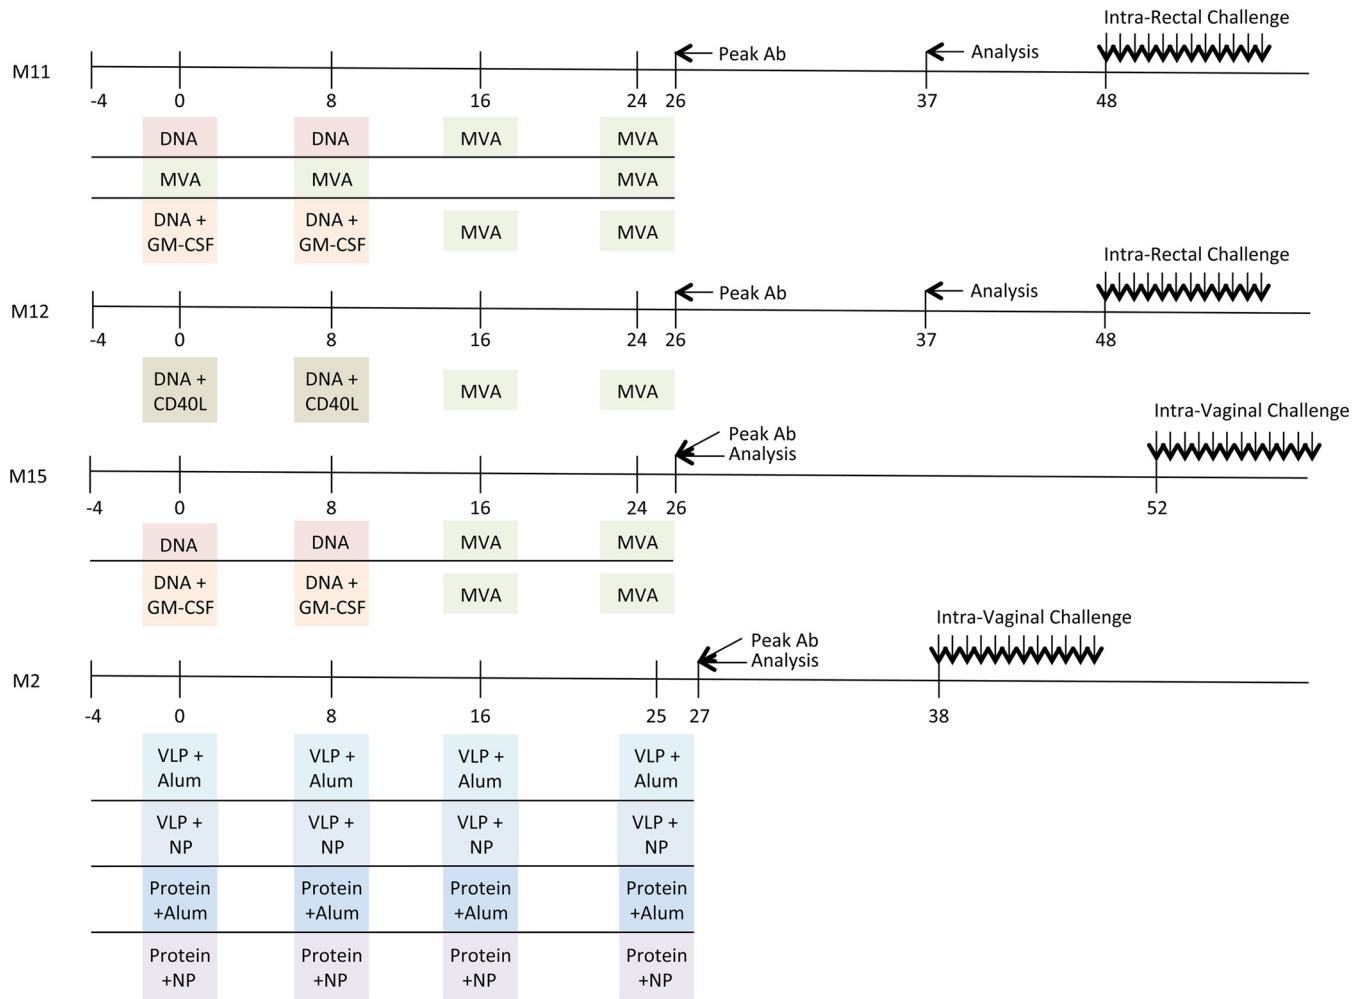 Intra-Rectal Challenge
M11
Peak Ab
Analysis
-4 0 8 16 24 26 37 48
DNA DNA MVA MVA
MVA MVA MVA
DNA + DNA +
GM-CSF GM-CSF MVA MVA
Intra-Rectal Challenge
M12
Peak Ab
Analysis
-4 0 8 16 24 26 37 48
DNA + DNA +
CD40L CD40L MVA MVA
Intra-Vaginal Challenge
M15
Peak Ab
Analysis
-4 0 8 16 24 26 52
DNA DNA MVA MVA
DNA + DNA +
GM-CSF GM-CSF MVA MVA
Intra-Vaginal Challenge
M2
Peak Ab
Analysis
-4 0 8 16 25 27 38
VLP + VLP + VLP + VLP +
Alum Alum Alum Alum
VLP + VLP + VLP + VLP +
NP NP NP NP
Protein Protein Protein Protein
+Alum +Alum +Alum +Alum
Protein Protein Protein Protein
+NP +NP +NP +NP